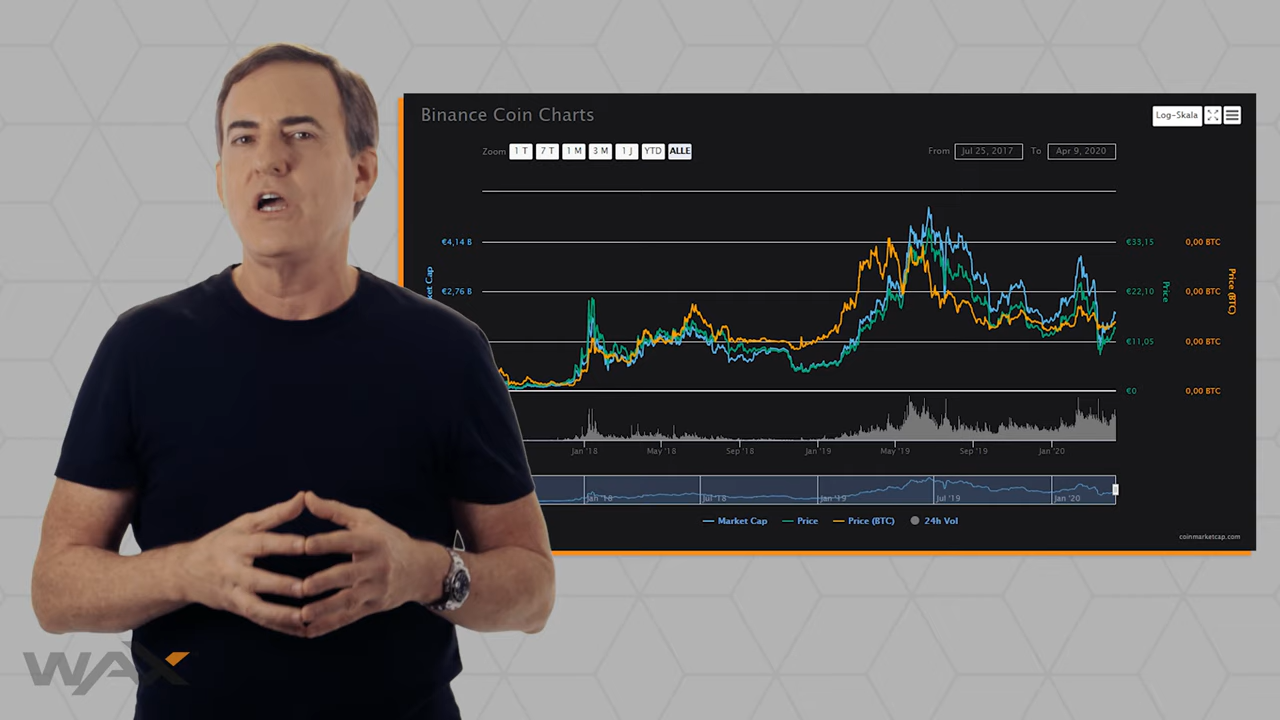 Binance Coin Charts
Log-Skala
Zoom 1 T 7 T 1 M 3 M 1 J YTD ALLE
From Jul 25, 2017 To Apr 9, 2020
€4,14 B €33,15 0,00 BTC
€2,76 B €22,10 0,00 BTC
€11,05 0,00 BTC
€0 0,00 BTC
Cap
Price
Price (BTC)
Jan '18 May '18 Sep '18 Jan '19 May '19 Sep '19 Jan '20
Jan '18 Jul '18 Jan '19 Jul '19 Jan '20
Market Cap Price Price (BTC) 24h Vol
coinmarketcap.com
WAX